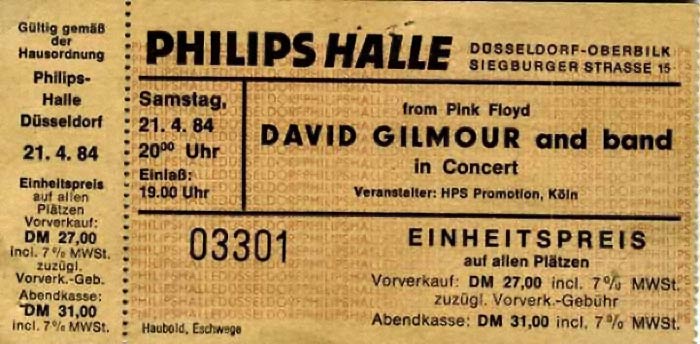 Gültig gemäß
der
Hausordnung
Philips-
Halle
Düsseldorf
21. 4. 84
Einheitspreis
auf allen
Plätzen
Vorverkauf:
DM 27,00
incl. 7% MWSt.
zuzügl.
Vorverk.-Geb.
Abendkasse:
DM 31,00
incl. 7% MWSt.
PHILIPS HALLE
DÜSSELDORF-OBERBILK
SIEGBURGER STRASSE 15
Samstag,
21. 4. 84
20⁰⁰ Uhr
Einlaß:
19.00 Uhr
from Pink Floyd
DAVID GILMOUR and band
in Concert
Veranstalter: HPS Promotion, Köln
03301
EINHEITSPREIS
auf allen Plätzen
Vorverkauf: DM 27,00 incl. 7% MWSt.
zuzügl. Vorverk.-Gebühr
Abendkasse: DM 31,00 incl. 7% MWSt.
Haubold, Eschwege